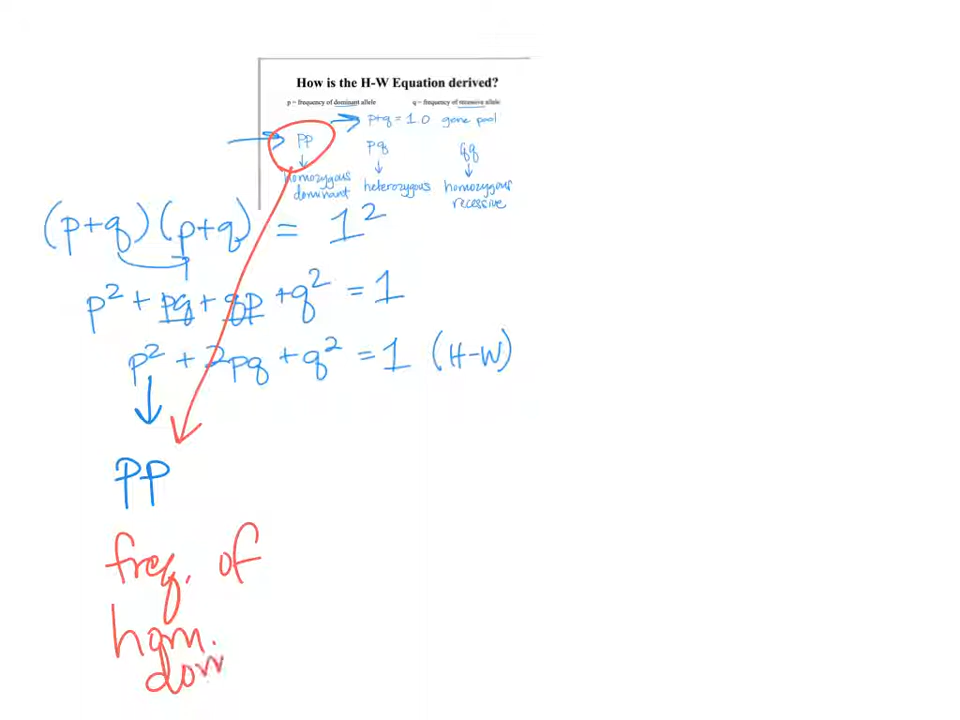 How is the H-W Equation derived?
p = frequency of dominant allele q = frequency of recessive allele
p+q = 1.0 gene pool
pp pq qq
homozygous dominant heterozygous homozygous recessive
(p+q)(p+q) = 1²
p² + pq + qp + q² = 1
p² + 2pq + q² = 1 (H-W)
pp
freq. of
hom.
dom